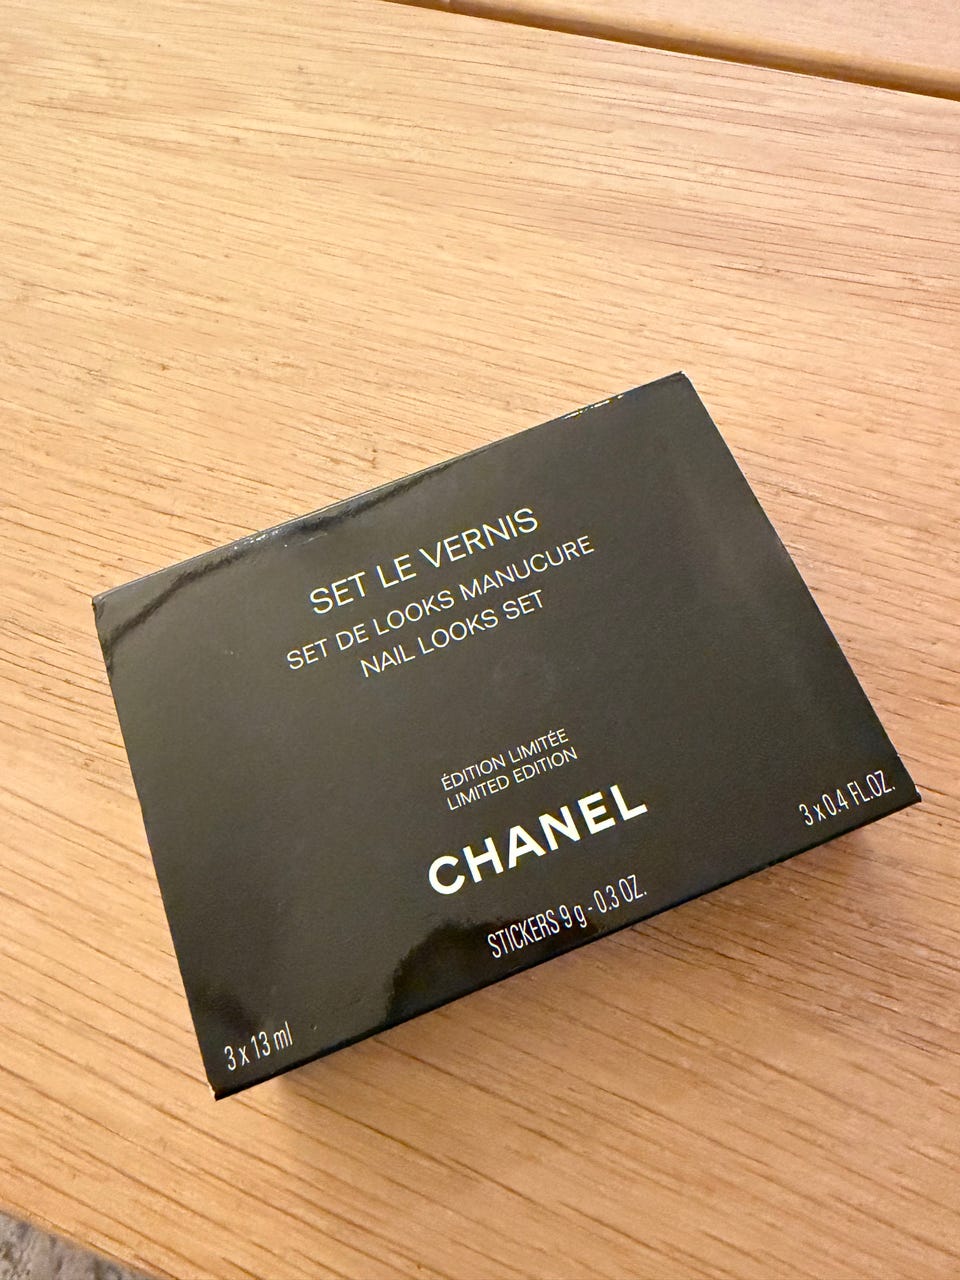 SET LE VERNIS
SET DE LOOKS MANUCURE
NAIL LOOKS SET
ÉDITION LIMITÉE
LIMITED EDITION
CHANEL
STICKERS 9 g - 0.3 OZ.
3 x 13 ml
3 x 0.4 FL.OZ.